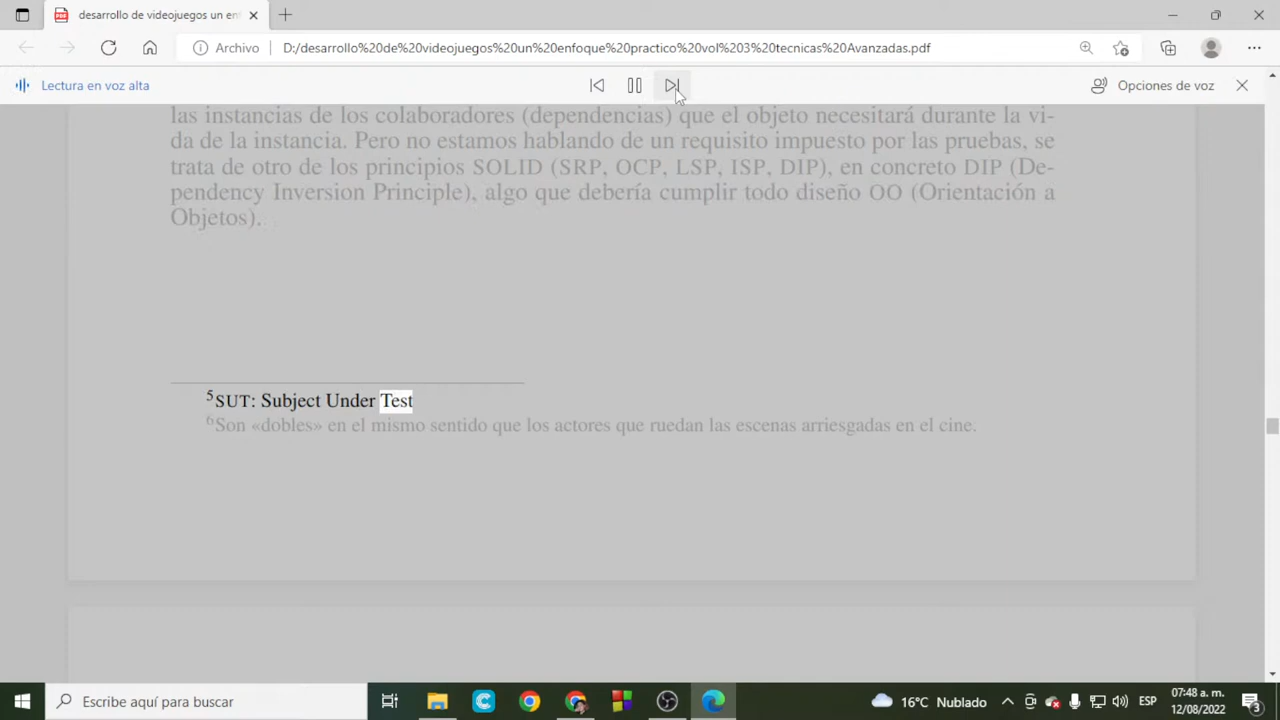 desarrollo de videojuegos un en
Archivo
D:/desarrollo%20de%20videojuegos%20un%20enfoque%20practico%20vol%203%20tecnicas%20Avanzadas.pdf
Lectura en voz alta
Opciones de voz
las instancias de los colaboradores (dependencias) que el objeto necesitará durante la vi-
da de la instancia. Pero no estamos hablando de un requisito impuesto por las pruebas, se
trata de otro de los principios SOLID (SRP, OCP, LSP, ISP, DIP), en concreto DIP (De-
pendency Inversion Principle), algo que debería cumplir todo diseño OO (Orientación a
Objetos).
5SUT: Subject Under Test
6Son «dobles» en el mismo sentido que los actores que ruedan las escenas arriesgadas en el cine.
Escribe aquí para buscar
16°C Nublado
ESP
07:48 a. m.
12/08/2022
3